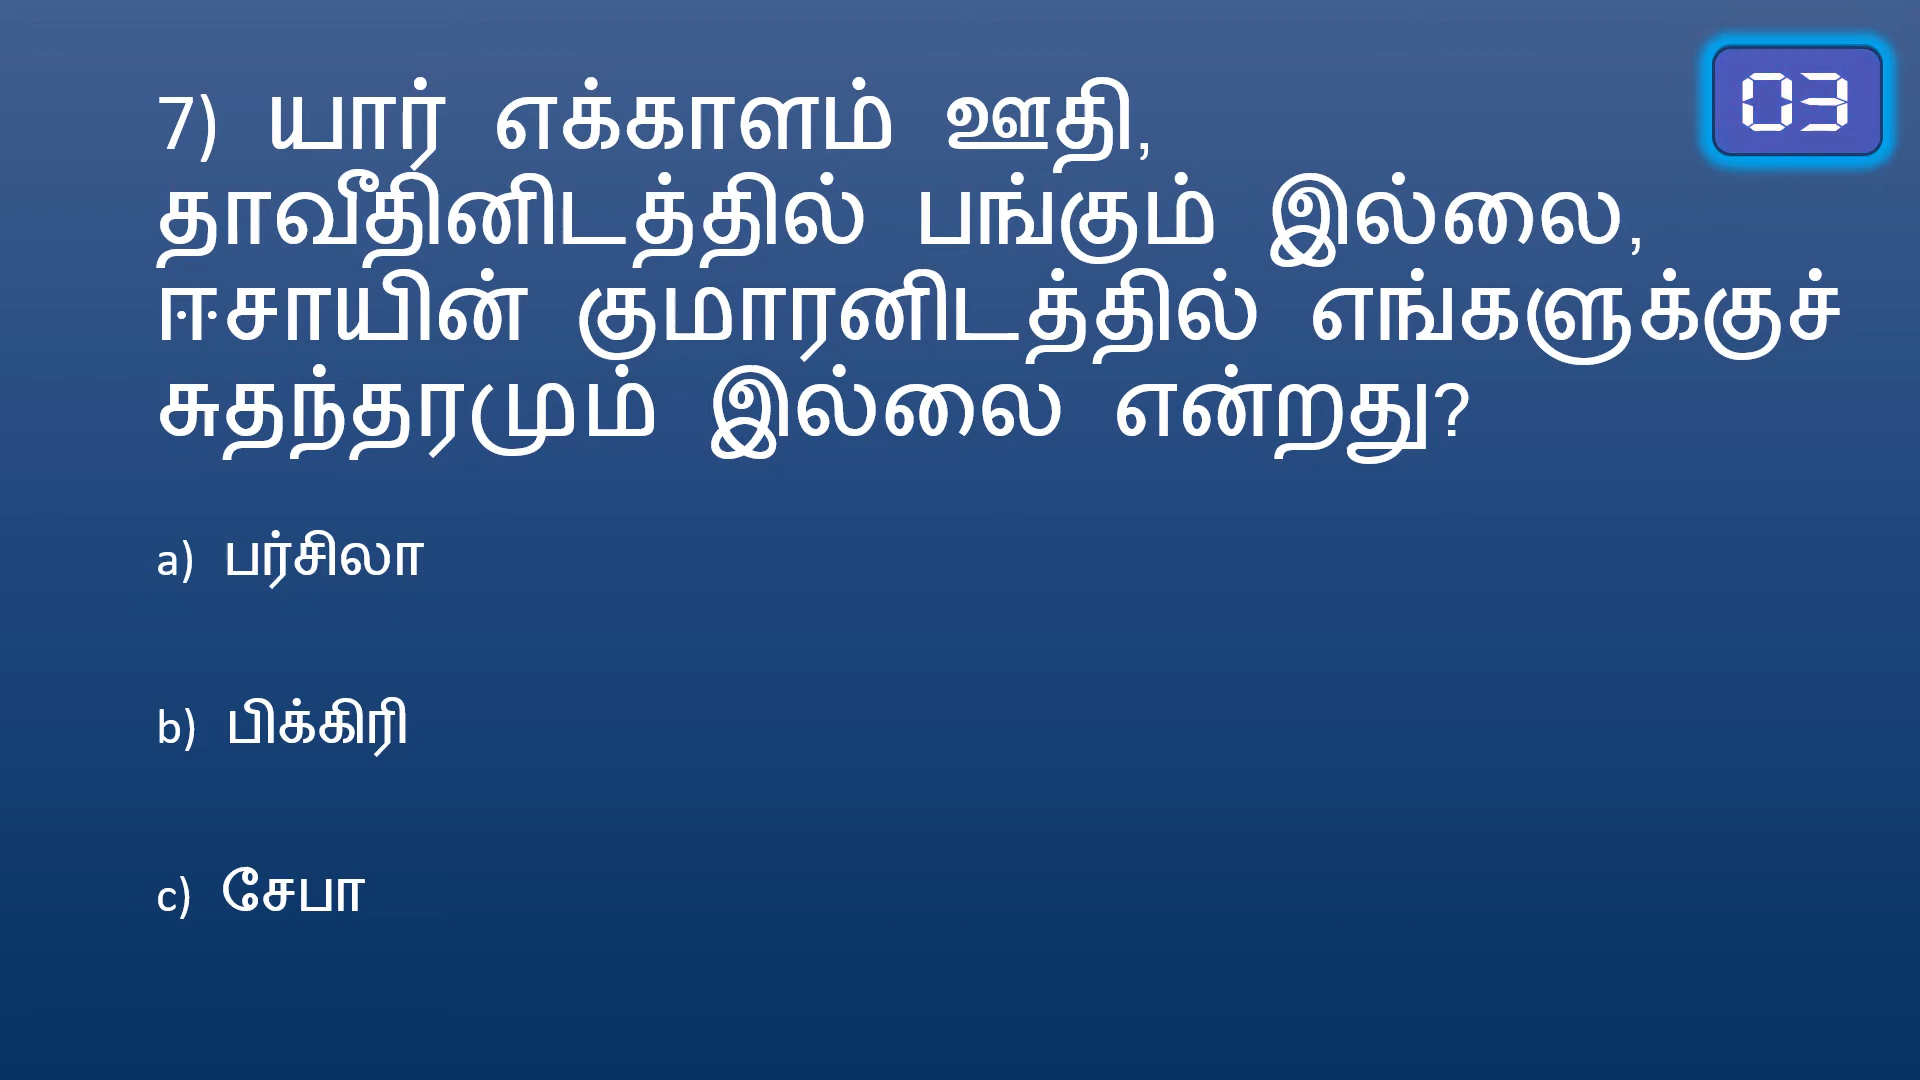 03
7) யார் எக்காளம் ஊதி,
தாவீதினிடத்தில் பங்கும் இல்லை,
ஈசாயின் குமாரனிடத்தில் எங்களுக்குச்
சுதந்தரமும் இல்லை என்றது?
a) பர்சிலா
b) பிக்கிரி
c) சேபா